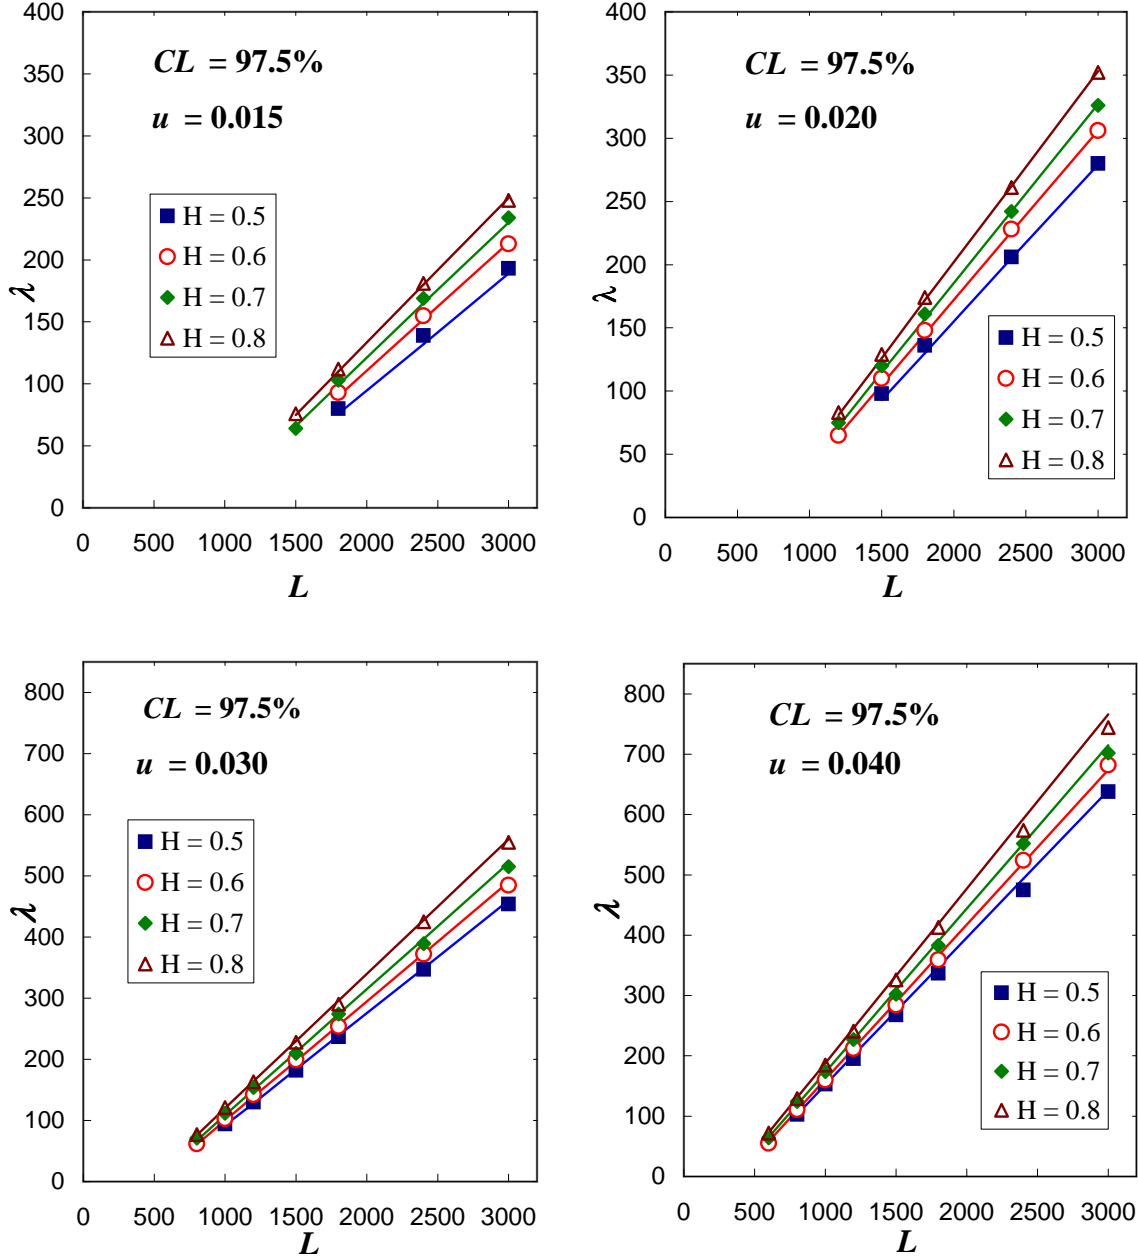 400
350
300
250
200
150
100
50
0
λ
CL = 97.5%
u = 0.015
H = 0.5
H = 0.6
H = 0.7
H = 0.8
0 500 1000 1500 2000 2500 3000
L
400
350
300
250
200
150
100
50
0
λ
CL = 97.5%
u = 0.020
H = 0.5
H = 0.6
H = 0.7
H = 0.8
0 500 1000 1500 2000 2500 3000
L
800
700
600
500
400
300
200
100
0
λ
CL = 97.5%
u = 0.030
H = 0.5
H = 0.6
H = 0.7
H = 0.8
0 500 1000 1500 2000 2500 3000
L
800
700
600
500
400
300
200
100
0
λ
CL = 97.5%
u = 0.040
H = 0.5
H = 0.6
H = 0.7
H = 0.8
0 500 1000 1500 2000 2500 3000
L